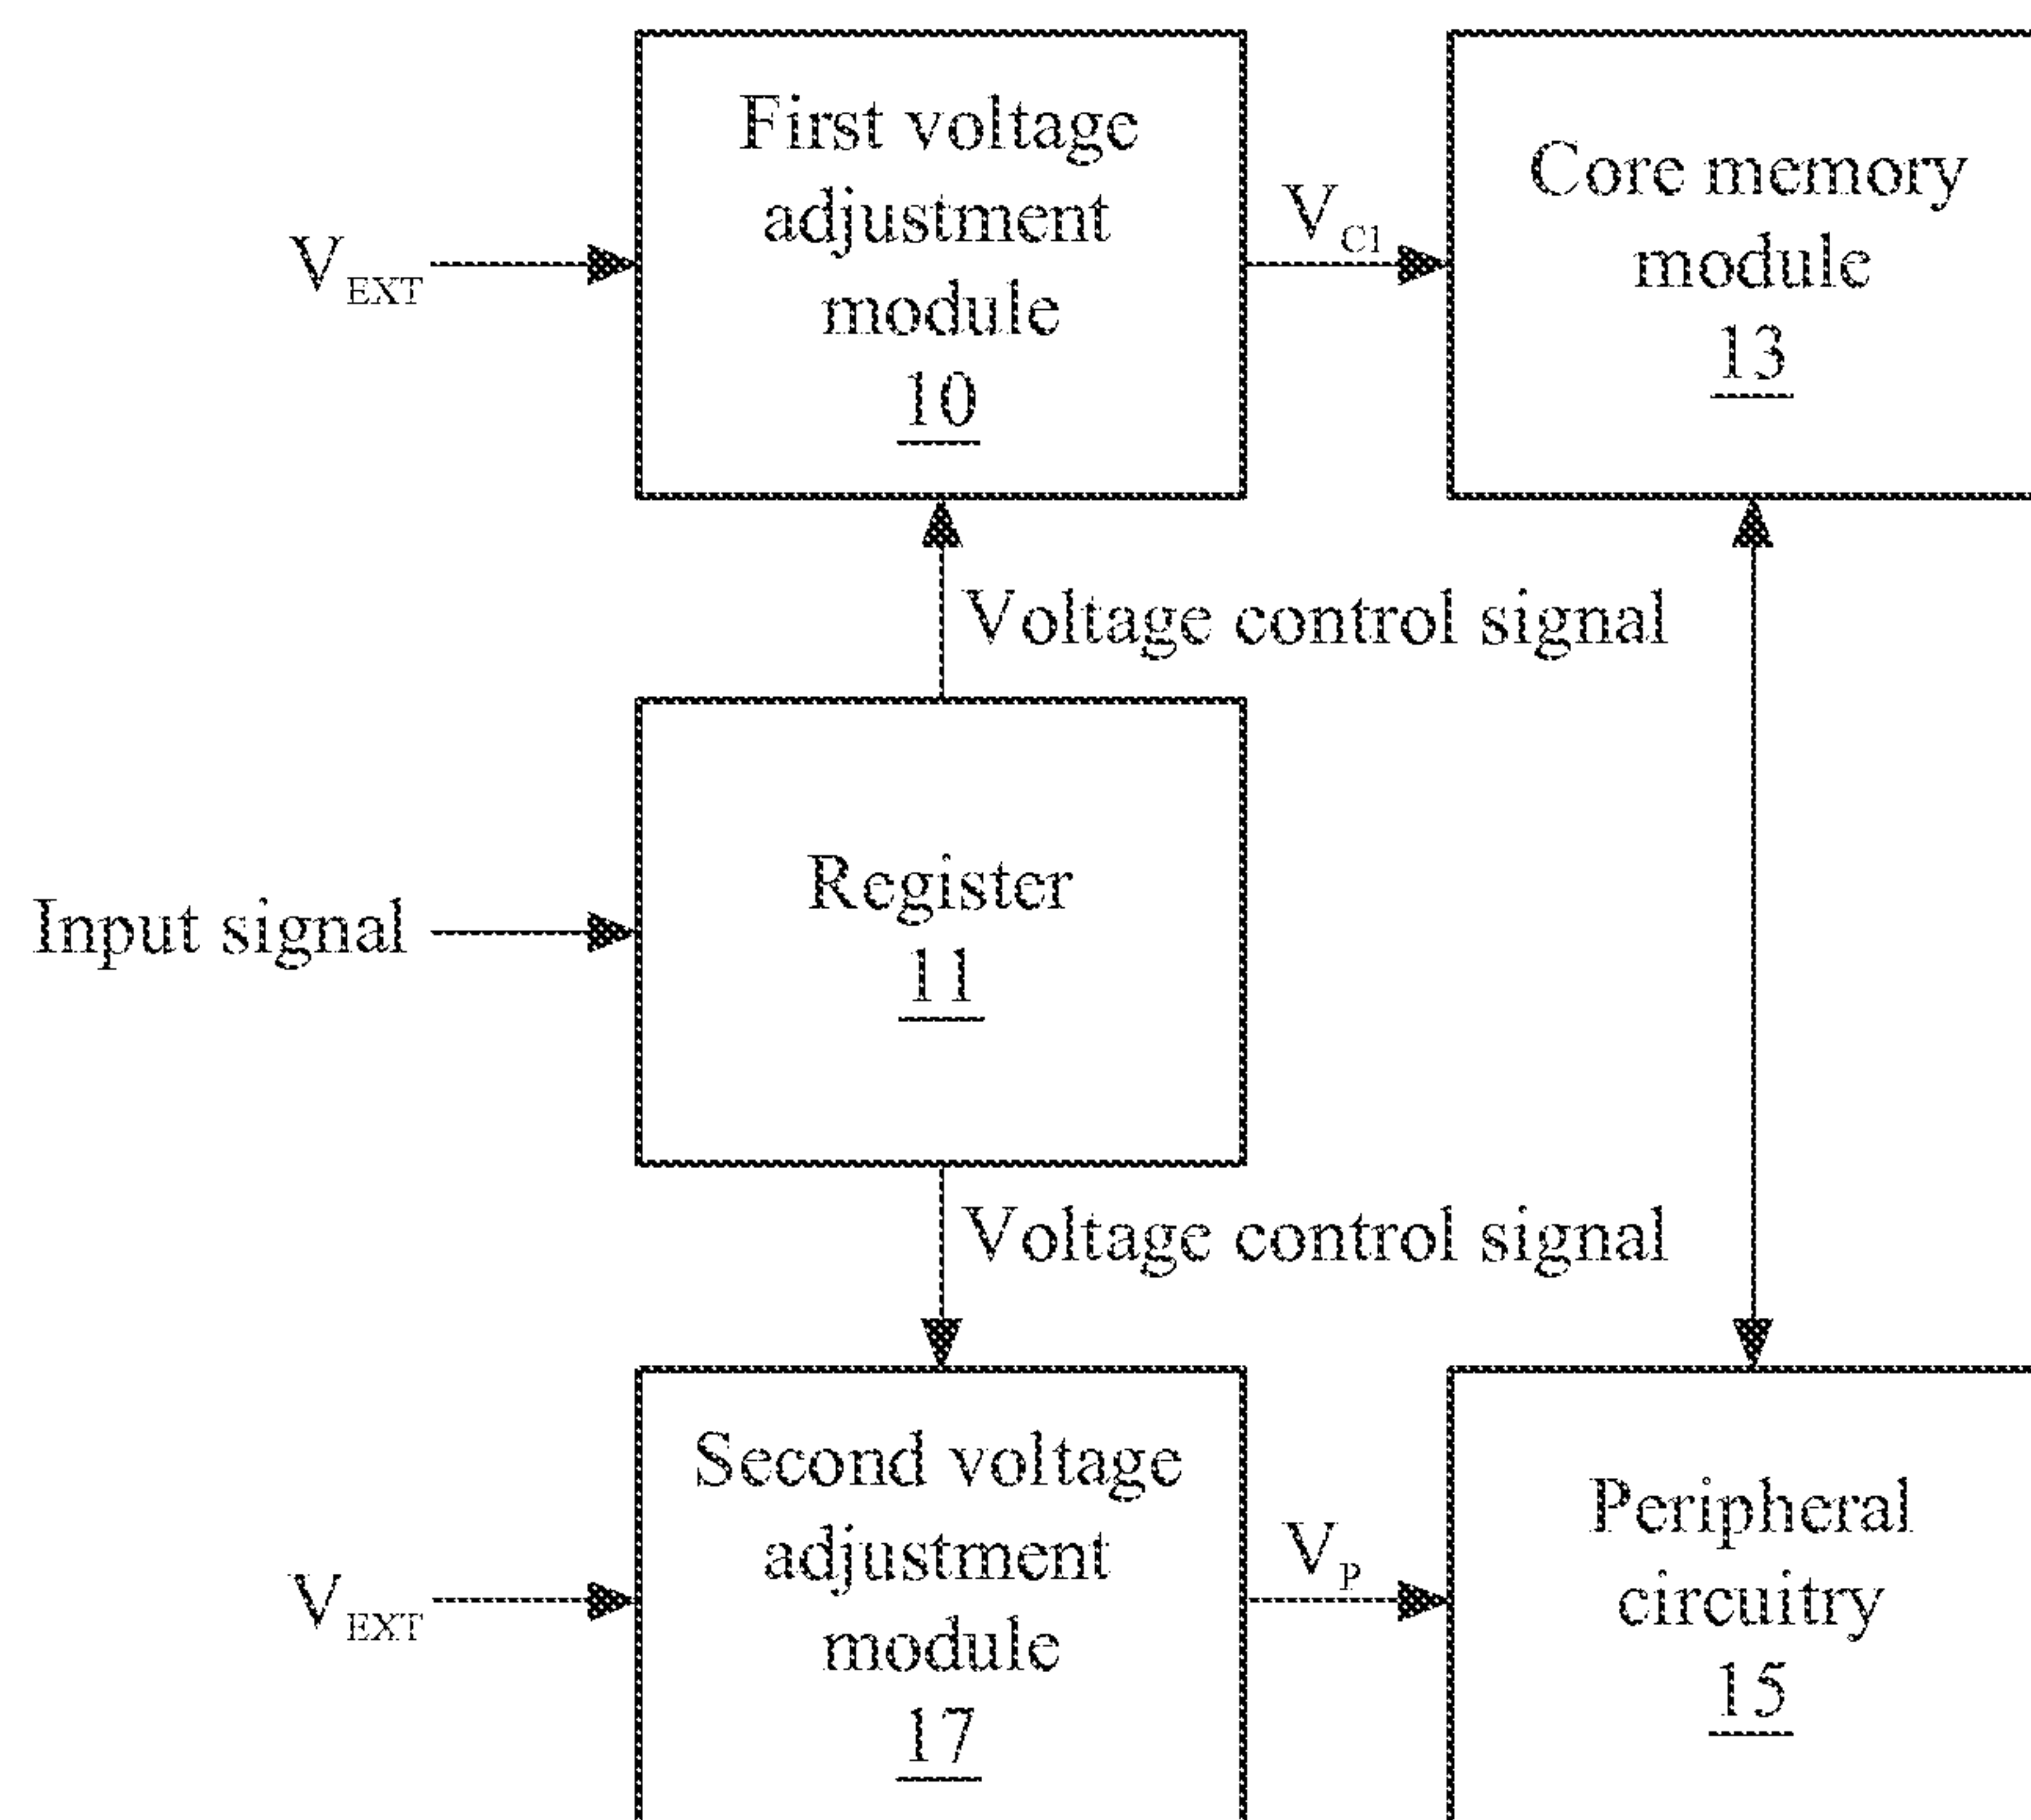 First voltage
adjustment
module
10
V_EXT
V_C1
Core memory
module
13
Voltage control signal
Register
11
Input signal
Voltage control signal
Second voltage
adjustment
module
17
V_EXT
V_P
Peripheral
circuitry
15